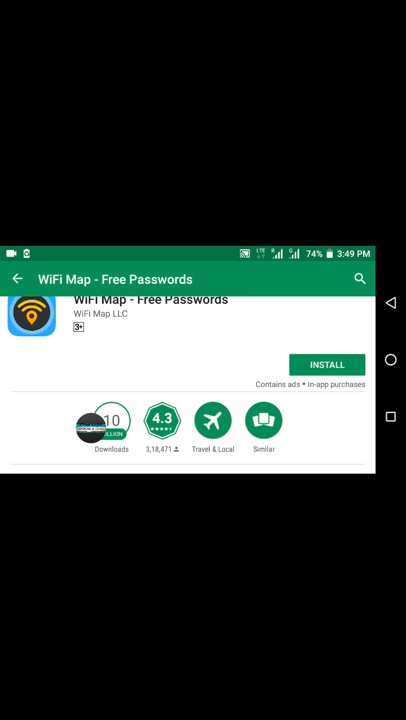 LTE R G 74% 3:49 PM
WiFi Map - Free Passwords
WiFi Map - Free Passwords
WiFi Map LLC
3+
INSTALL
Contains ads • In-app purchases
10
4.3
Downloads
3,18,471
Travel & Local
Similar